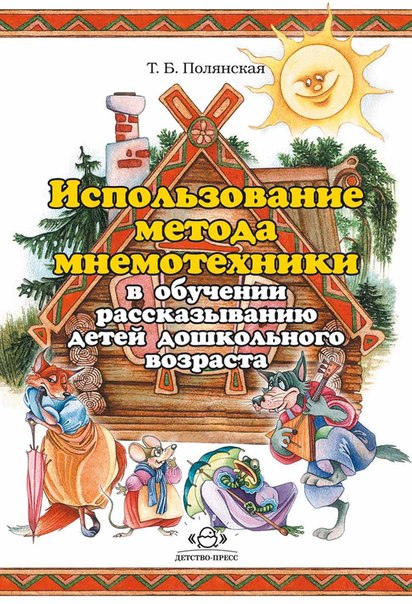 Т. Б. Полянская
Использование
метода
мнемотехники
в обучении
рассказыванию
детей дошкольного
возраста
ДЕТСТВО-ПРЕСС